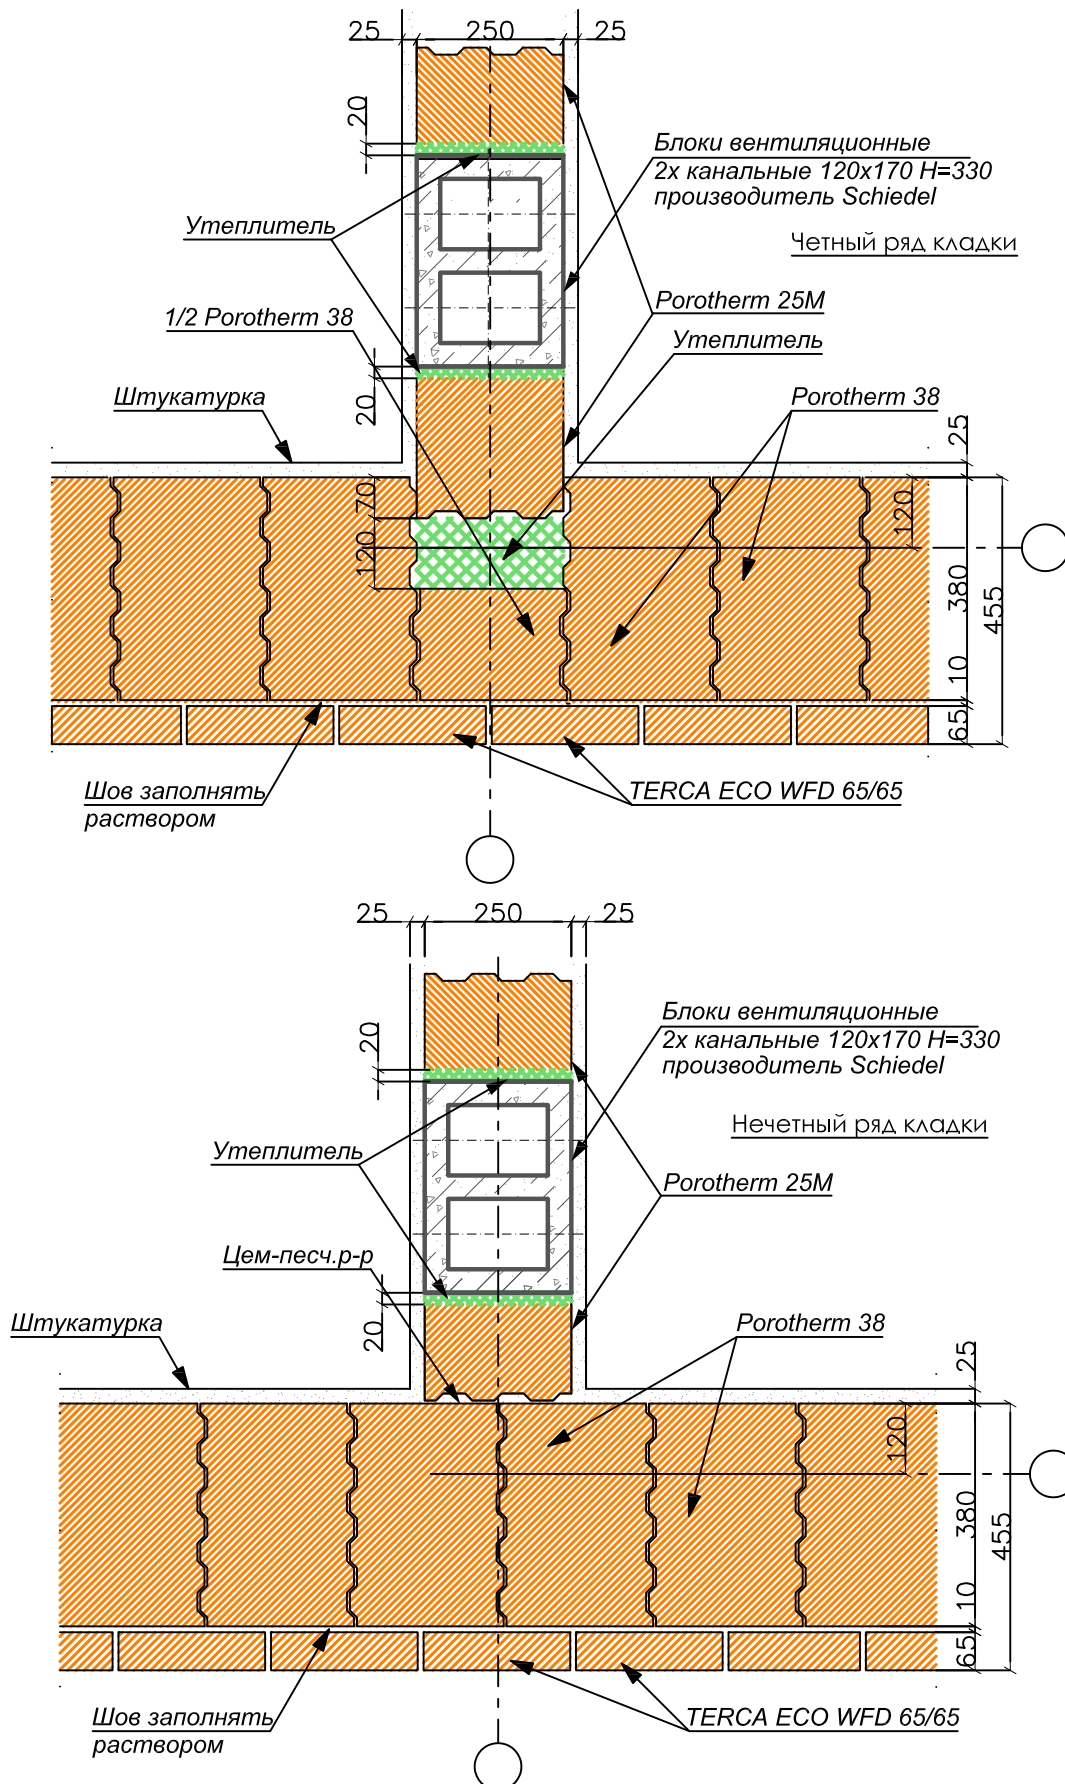 25 250 25
20
Блоки вентиляционные
2х канальные 120х170 Н=330
производитель Schiedel
Утеплитель
Четный ряд кладки
1/2 Porotherm 38
Porotherm 25M
Утеплитель
20
Штукатурка
Porotherm 38
25
70
120
120
380
455
10
65
Шов заполнять
раствором
TERCA ECO WFD 65/65
25 250 25
20
Блоки вентиляционные
2х канальные 120х170 Н=330
производитель Schiedel
Нечетный ряд кладки
Утеплитель
Porotherm 25M
Цем-песч.р-р
20
Штукатурка
Porotherm 38
25
120
380
455
10
65
Шов заполнять
раствором
TERCA ECO WFD 65/65